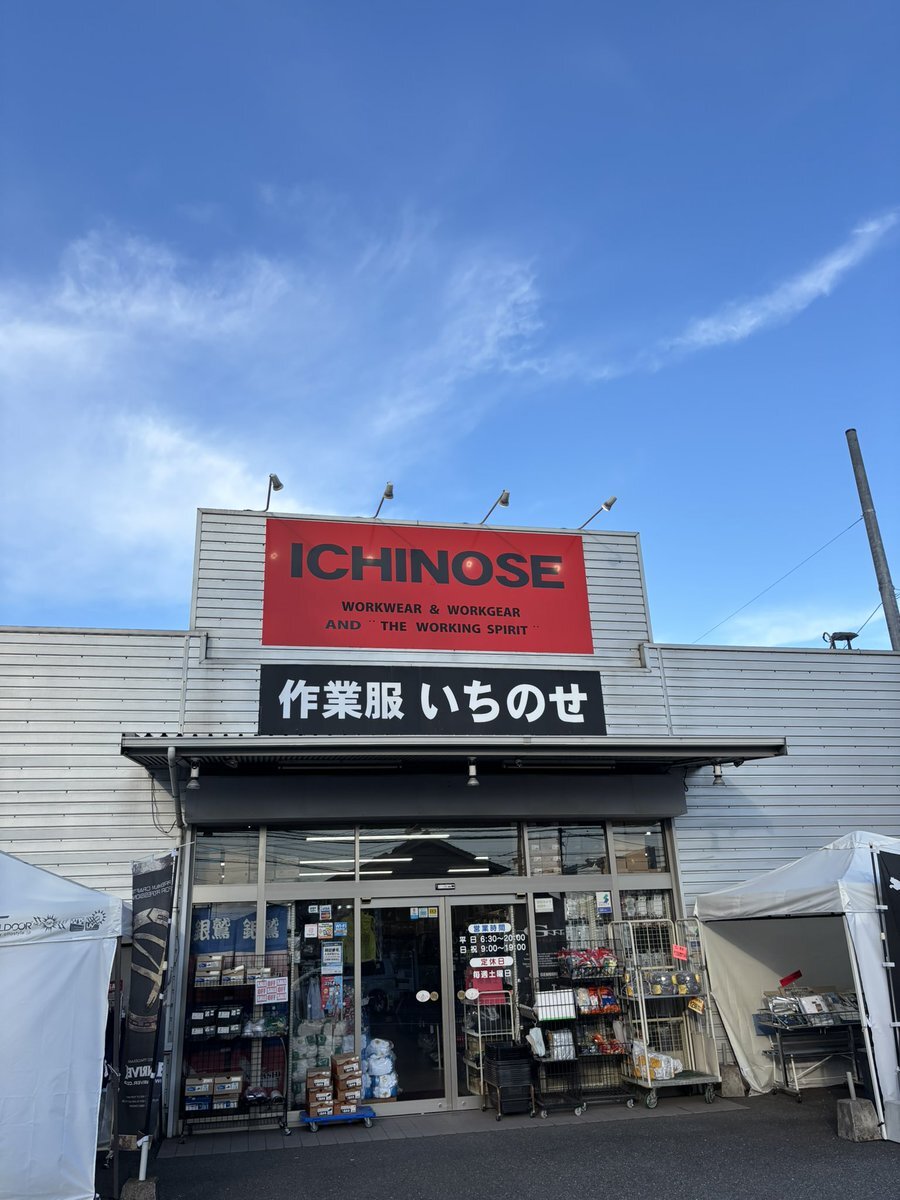 ICHINOSE
WORKWEAR & WORKGEAR
AND "THE WORKING SPIRIT"
作業服 いちのせ
営業時間
平日 6:30~20:00
日祝 9:00~19:00
定休日
毎週土曜日